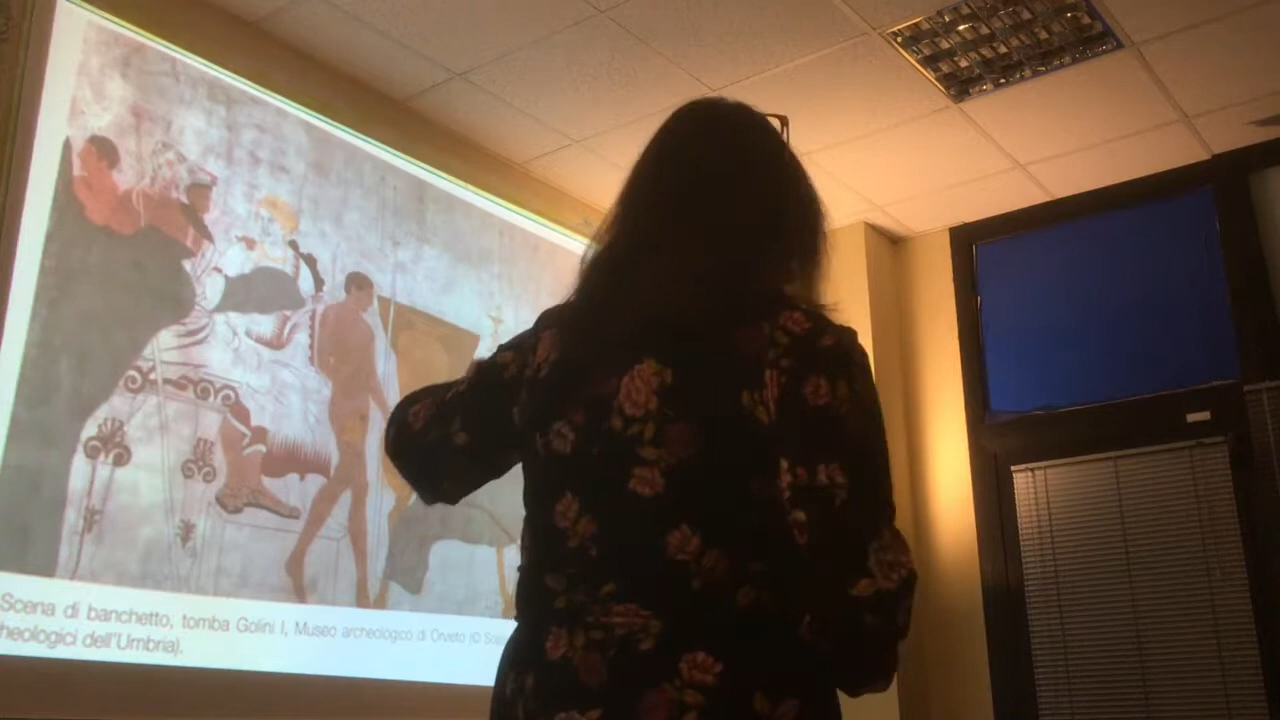 Scena di banchetto, tomba Golini I, Museo archeologico di Orvieto (©
heologici dell'Umbria).